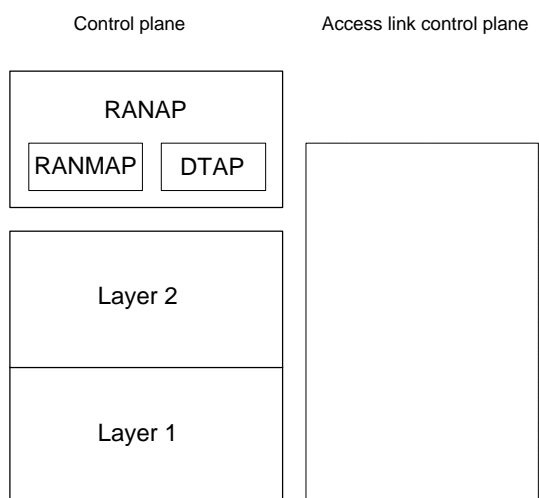 Control plane
Access link control plane
RANAP
RANMAP
DTAP
Layer 2
Layer 1